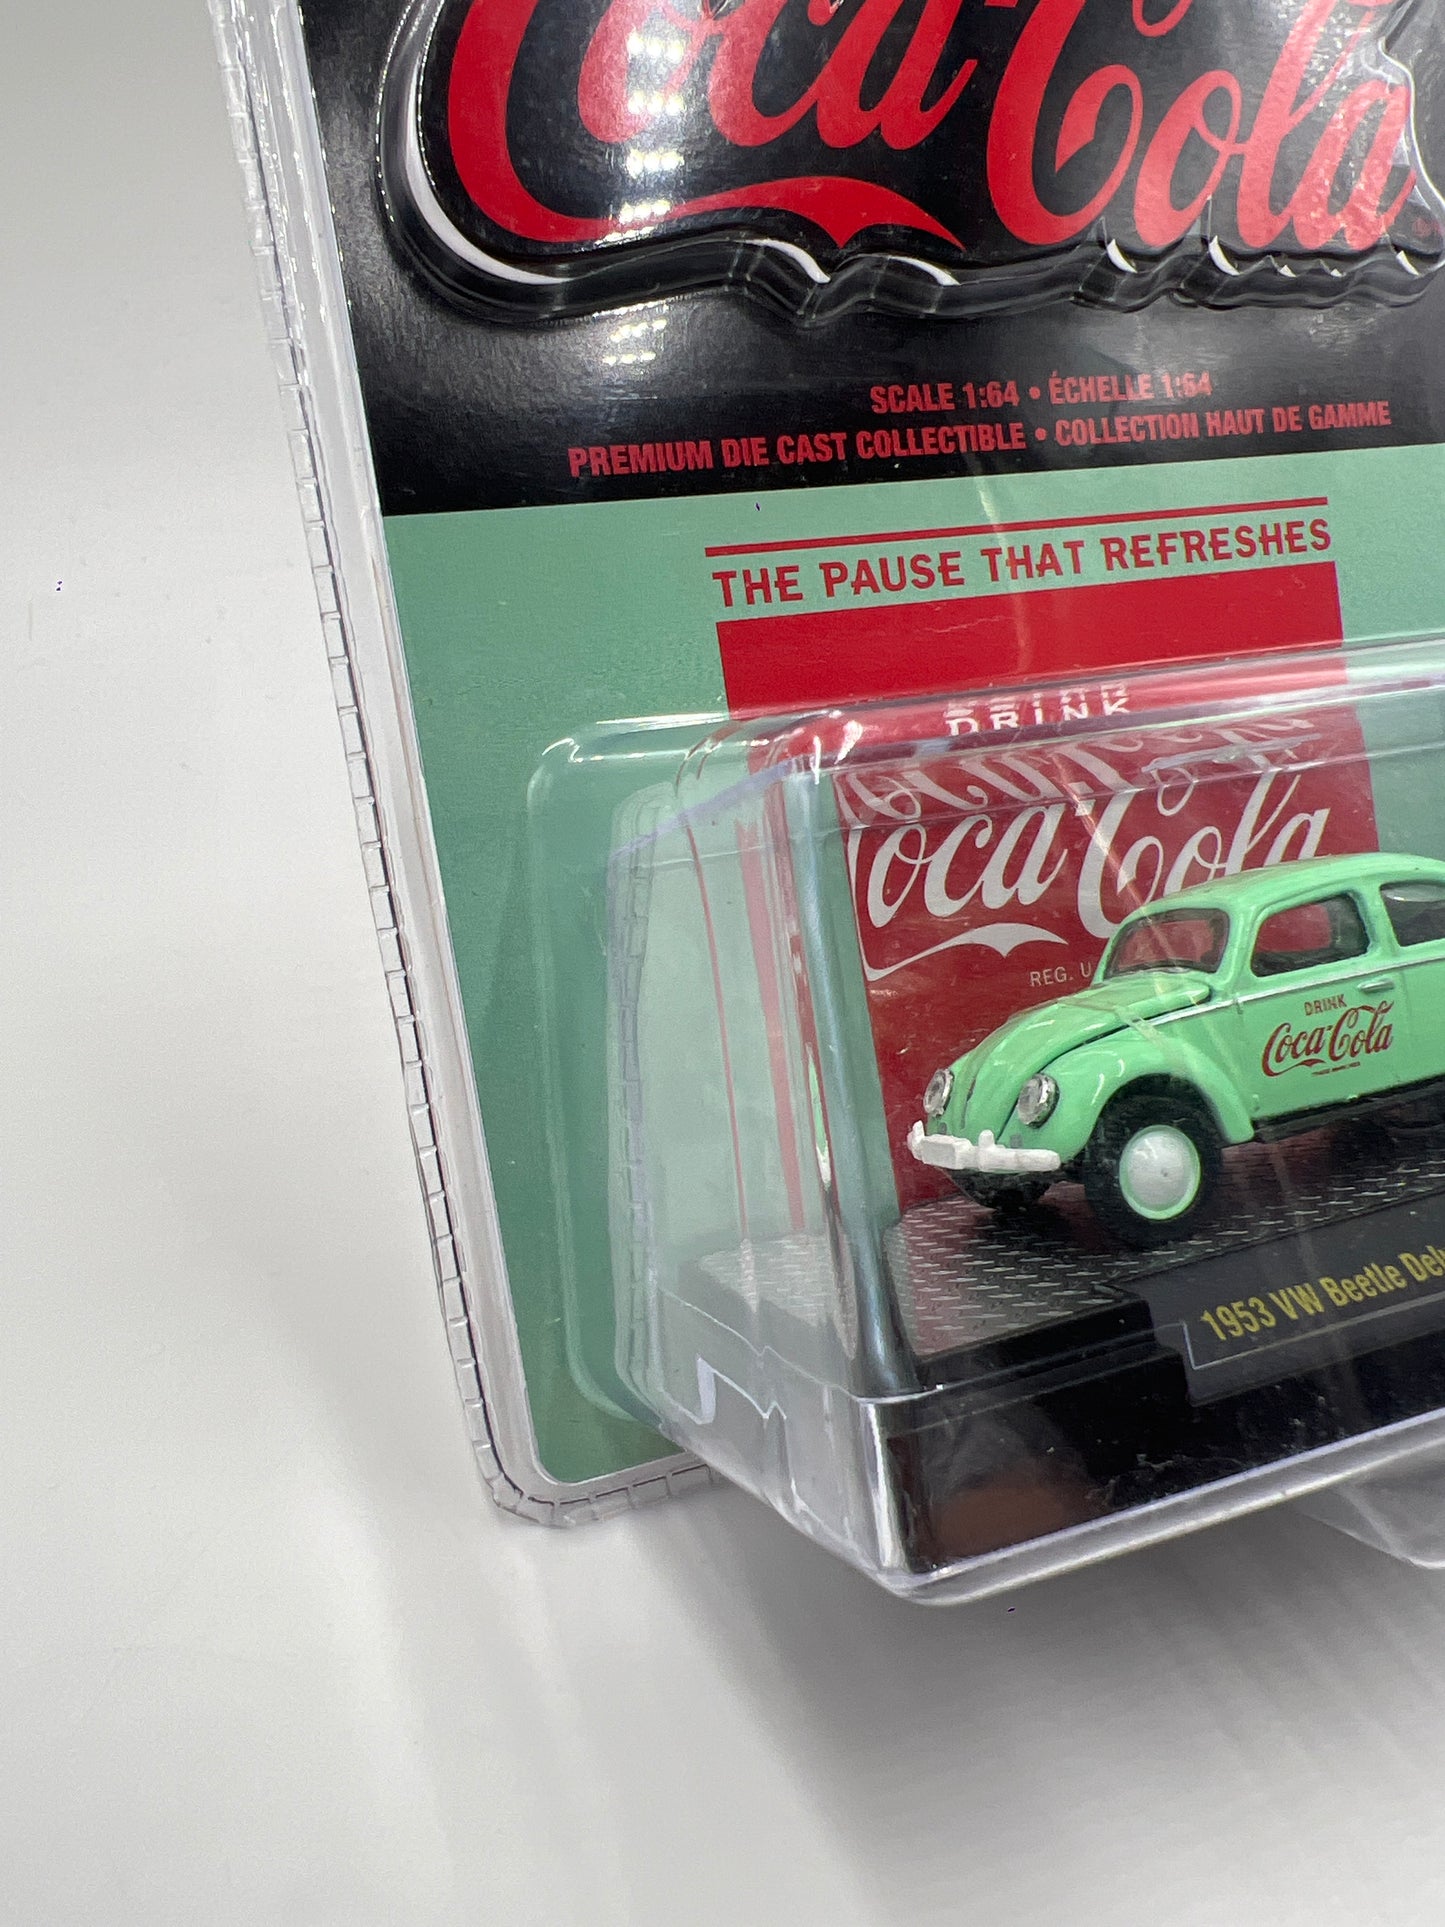 Coca-Cola
SCALE 1:64 • ÉCHELLE 1:64
PREMIUM DIE CAST COLLECTIBLE • COLLECTION HAUT DE GAMME
THE PAUSE THAT REFRESHES
DRINK
Coca-Cola
REG. U
DRINK
Coca-Cola
1953 VW Beetle